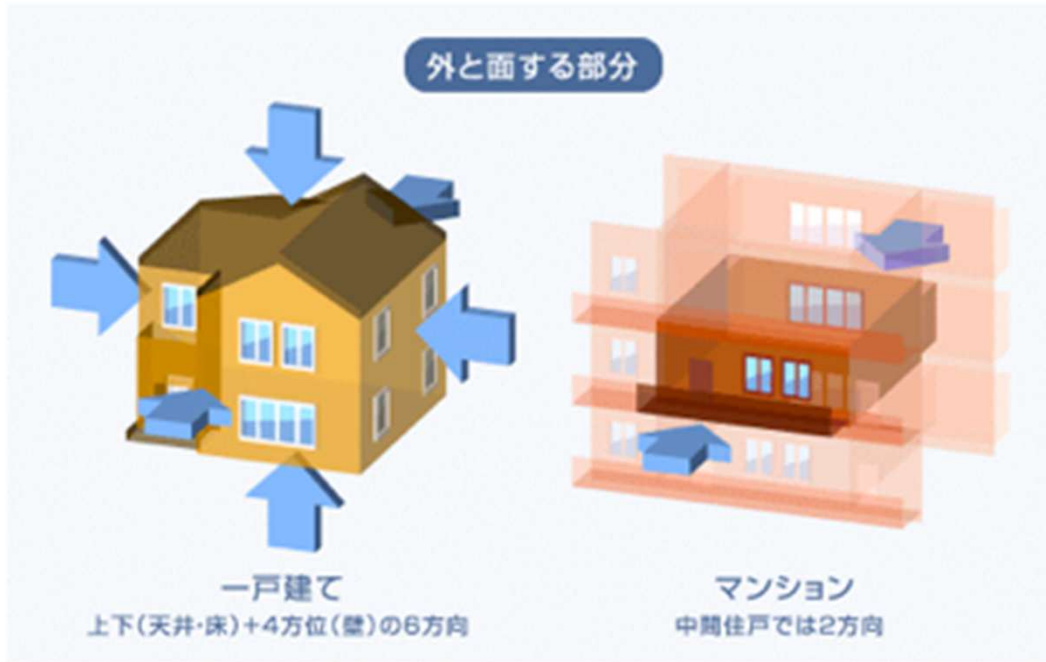 外と面する部分
一戸建て
上下(天井・床)+4方位(壁)の6方向
マンション
中間住戸では2方向